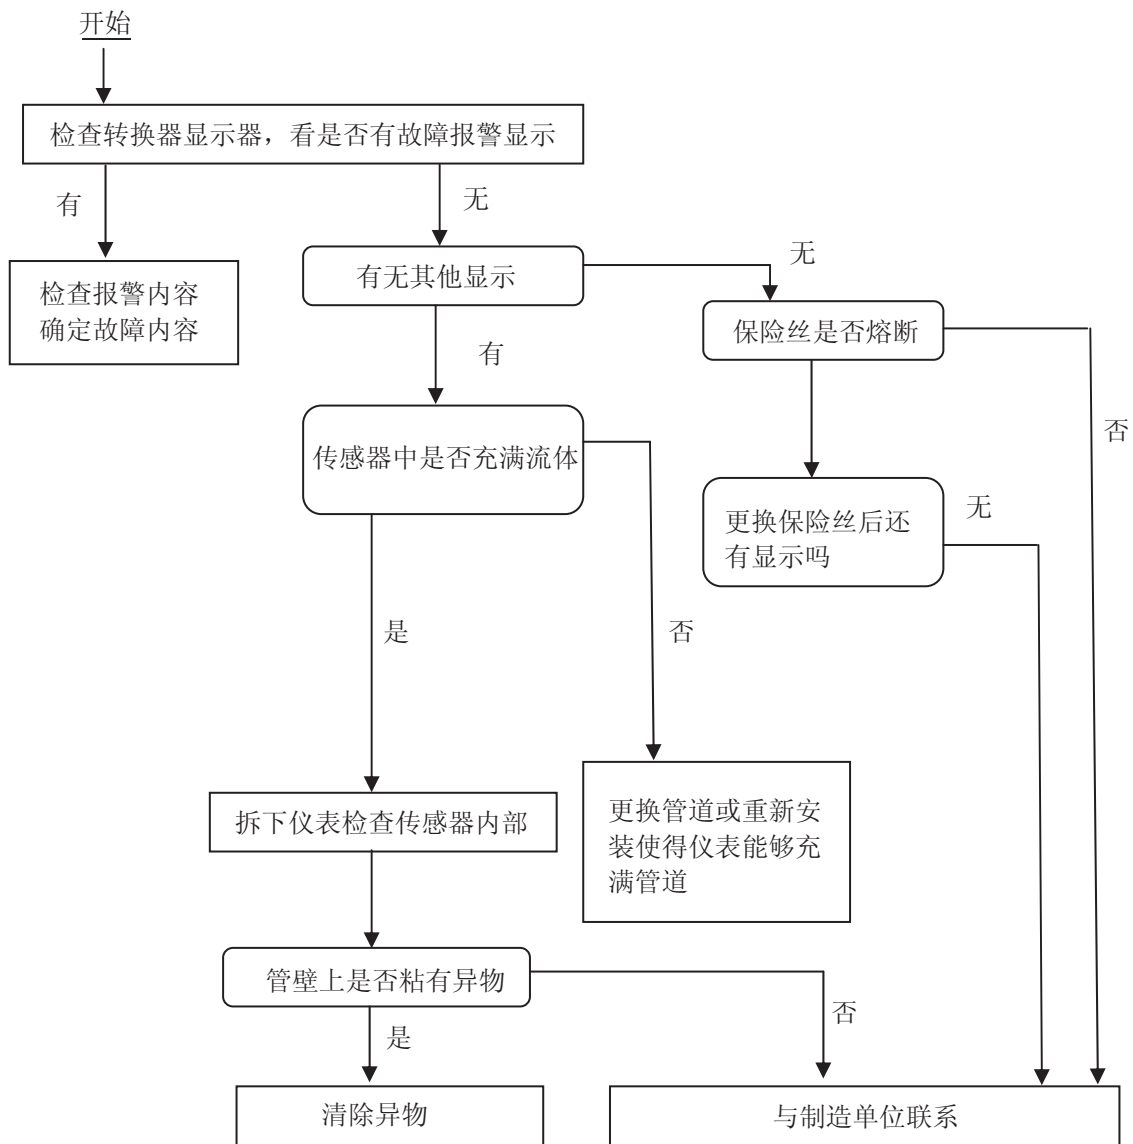 开始
检查转换器显示器，看是否有故障报警显示
有
无
检查报警内容
确定故障内容
有无其他显示
无
保险丝是否熔断
有
否
传感器中是否充满流体
更换保险丝后还
有显示吗
无
是
否
拆下仪表检查传感器内部
更换管道或重新安
装使得仪表能够充
满管道
管壁上是否粘有异物
是
否
清除异物
与制造单位联系